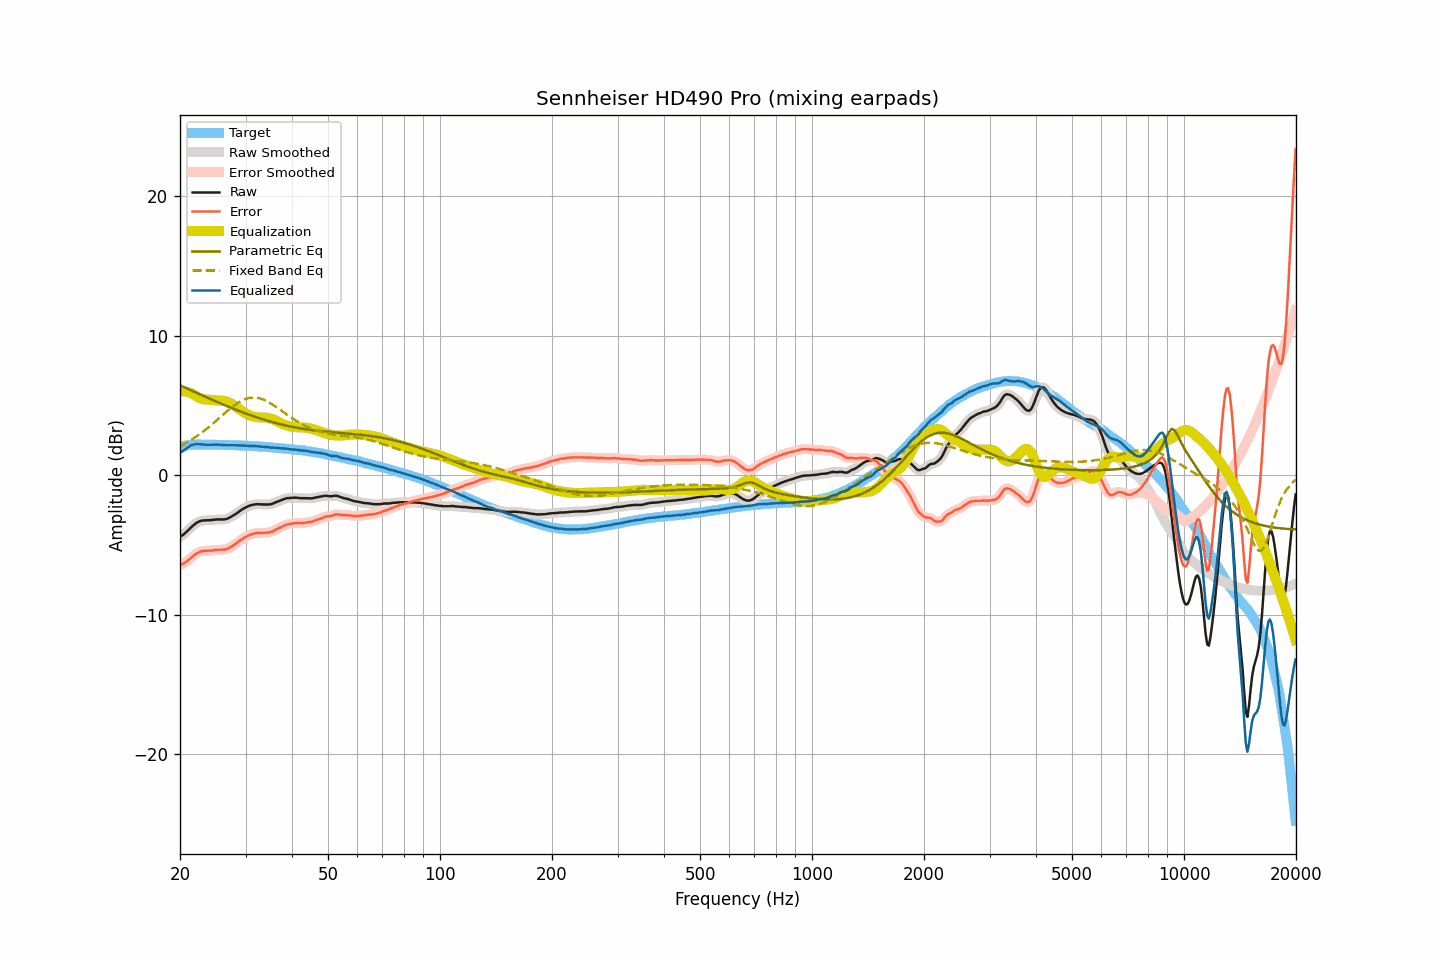 Sennheiser HD490 Pro (mixing earpads)
Target
Raw Smoothed
Error Smoothed
Raw
Error
Equalization
Parametric Eq
Fixed Band Eq
Equalized
20
10
0
−10
−20
Amplitude (dBr)
20
50
100
200
500
1000
2000
5000
10000
20000
Frequency (Hz)